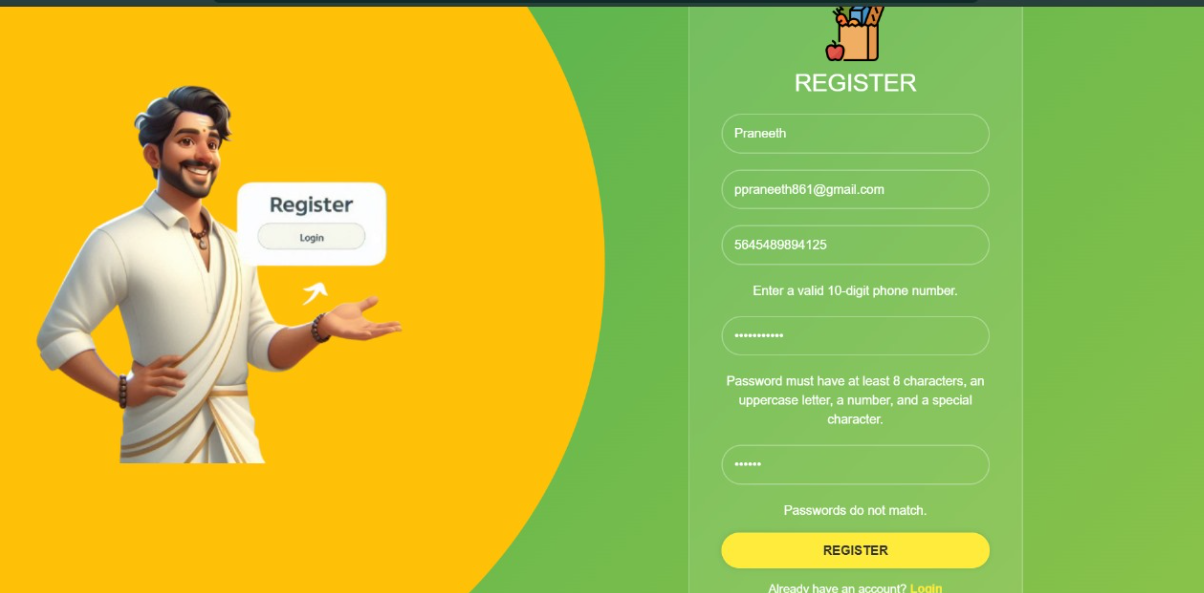 Register
Login
REGISTER
Praneeth
ppraneeth861@gmail.com
5645489894125
Enter a valid 10-digit phone number.
•••••••••••
Password must have at least 8 characters, an
uppercase letter, a number, and a special
character.
••••••
Passwords do not match.
REGISTER
Already have an account? Login